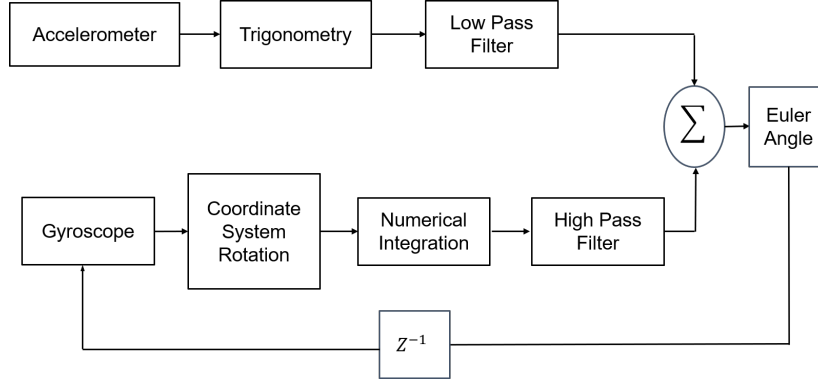 Accelerometer
Trigonometry
Low Pass
Filter
∑
Euler
Angle
Gyroscope
Coordinate
System
Rotation
Numerical
Integration
High Pass
Filter
Z⁻¹